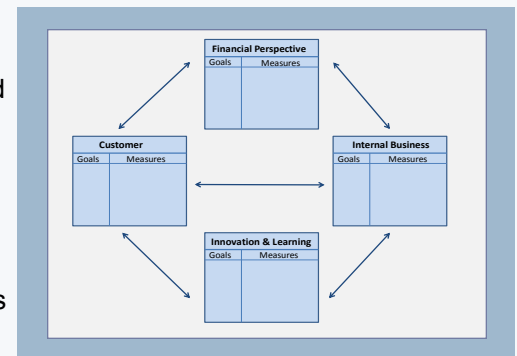 Financial Perspective
Goals Measures
Customer
Goals Measures
Internal Business
Goals Measures
Innovation & Learning
Goals Measures